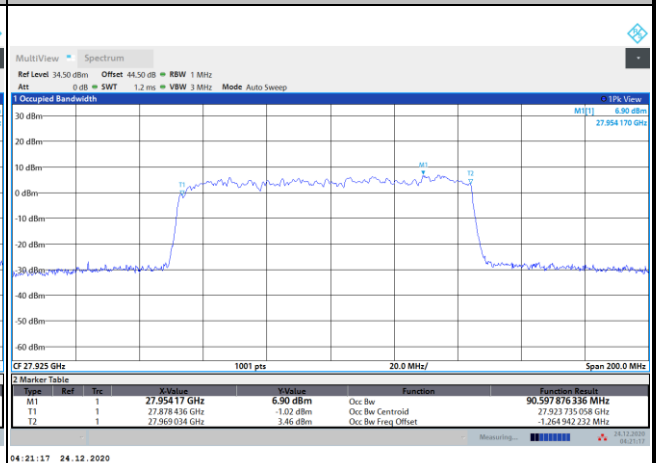 MultiView Spectrum
Ref Level 34.50 dBm Offset 44.50 dB RBW 1 MHz
Att 0 dB SWT 1.2 ms VBW 3 MHz Mode Auto Sweep
1 Occupied Bandwidth 1Pk View
M1[1] 6.90 dBm
27.954 170 GHz
30 dBm
20 dBm
10 dBm
M1
T2
T1
0 dBm
-10 dBm
-20 dBm
-30 dBm
-40 dBm
-50 dBm
-60 dBm
CF 27.925 GHz 1001 pts 20.0 MHz/ Span 200.0 MHz
2 Marker Table
Type Ref Trc X-Value Y-Value Function Function Result
M1 1 27.954 17 GHz 6.90 dBm Occ Bw 90.597 876 336 MHz
T1 1 27.878 436 GHz -1.02 dBm Occ Bw Centroid 27.923 735 058 GHz
T2 1 27.969 034 GHz 3.46 dBm Occ Bw Freq Offset -1.264 942 232 MHz
Measuring... 24.12.2020
04:21:17
04:21:17 24.12.2020